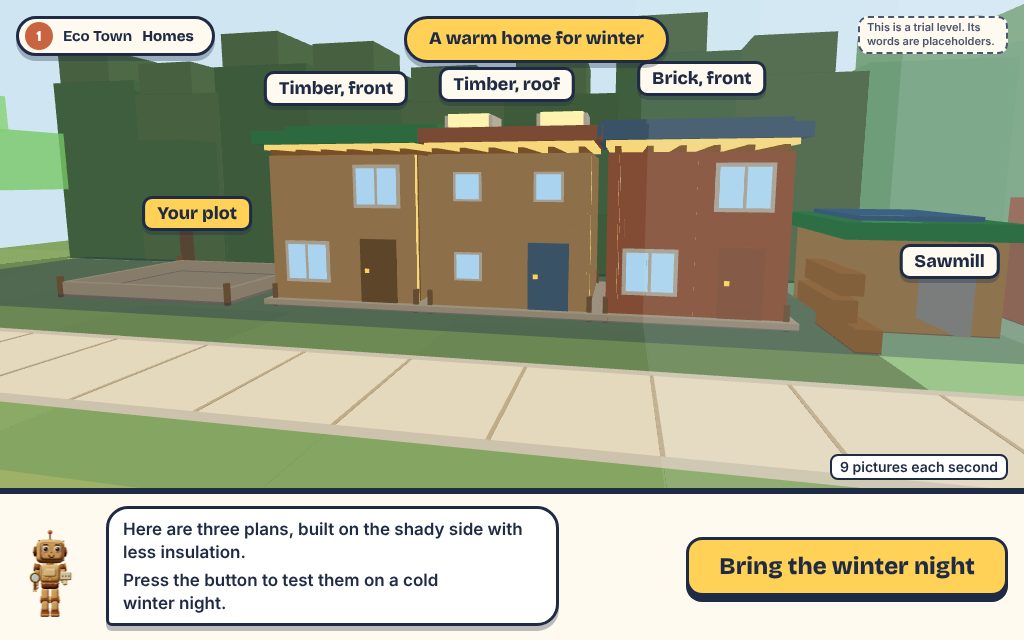 1 Eco Town Homes
A warm home for winter
This is a trial level. Its
words are placeholders.
Timber, front
Timber, roof
Brick, front
Your plot
Sawmill
9 pictures each second
Here are three plans, built on the shady side with
less insulation.
Press the button to test them on a cold
winter night.
Bring the winter night